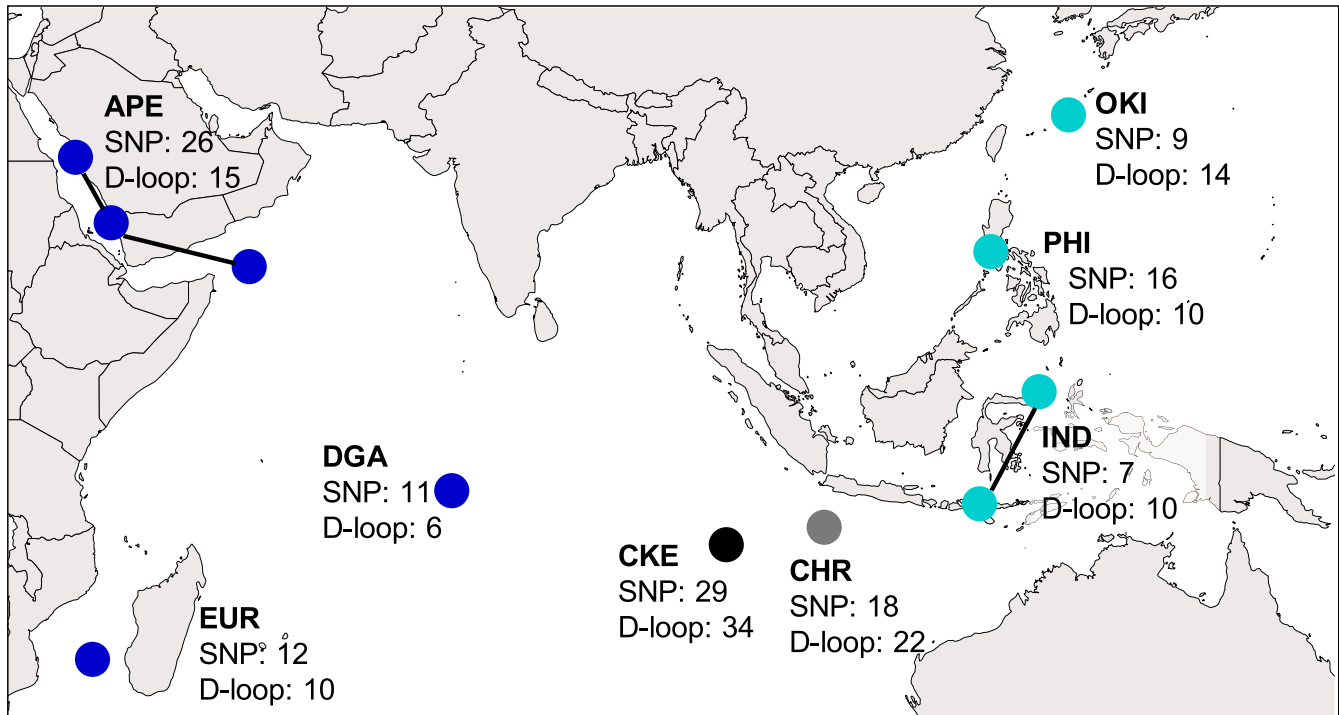 APE
SNP: 26
D-loop: 15
OKI
SNP: 9
D-loop: 14
PHI
SNP: 16
D-loop: 10
IND
SNP: 7
D-loop: 10
DGA
SNP: 11
D-loop: 6
CKE
SNP: 29
D-loop: 34
CHR
SNP: 18
D-loop: 22
EUR
SNP: 12
D-loop: 10